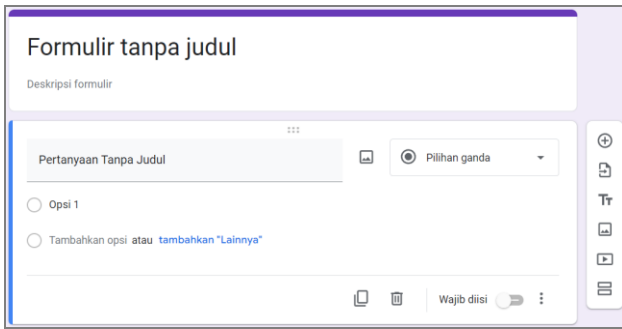 Formulir tanpa judul
Deskripsi formulir
Pertanyaan Tanpa Judul
Pilihan ganda
Opsi 1
Tambahkan opsi atau tambahkan "Lainnya"
Wajib diisi
Tт